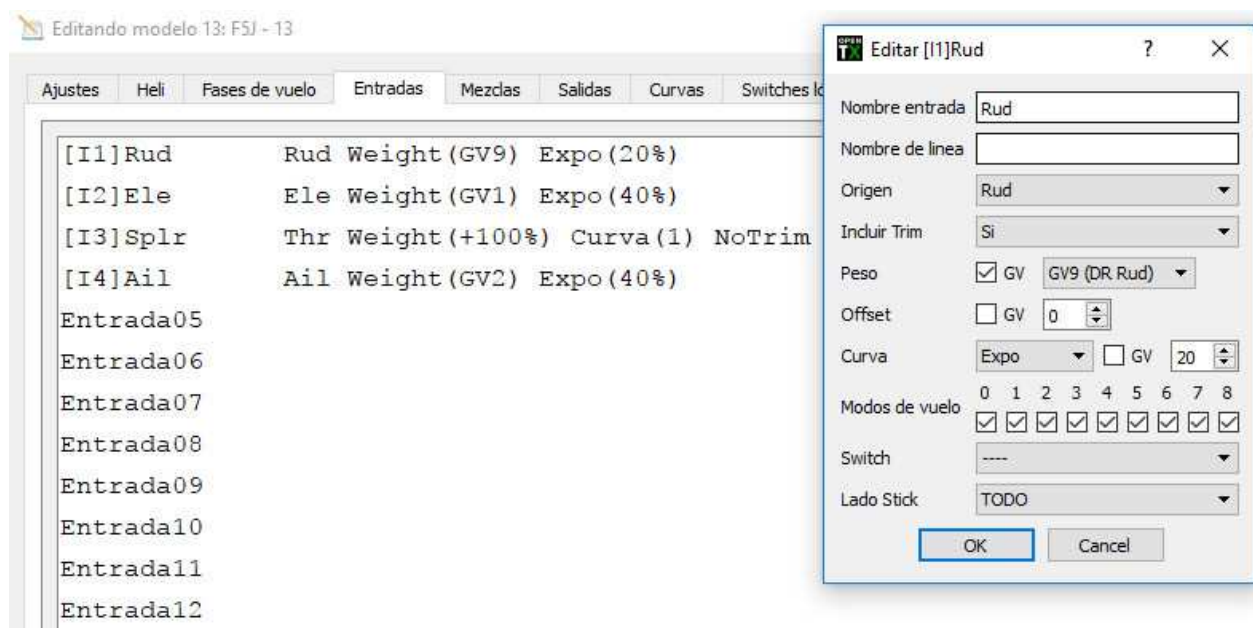 Editando modelo 13: F5J - 13
Ajustes Heli Fases de vuelo Entradas Mezclas Salidas Curvas Switches
[I1]Rud Rud Weight(GV9) Expo(20%)
[I2]Ele Ele Weight(GV1) Expo(40%)
[I3]Splr Thr Weight(+100%) Curva(1) NoTrim
[I4]Ail Ail Weight(GV2) Expo(40%)
Entrada05
Entrada06
Entrada07
Entrada08
Entrada09
Entrada10
Entrada11
Entrada12
OPEN TX Editar [I1]Rud ? ×
Nombre entrada Rud
Nombre de linea
Origen Rud
Incluir Trim Si
Peso GV GV9 (DR Rud)
Offset GV 0
Curva Expo GV 20
0 1 2 3 4 5 6 7 8
Modos de vuelo
Switch ----
Lado Stick TODO
OK Cancel